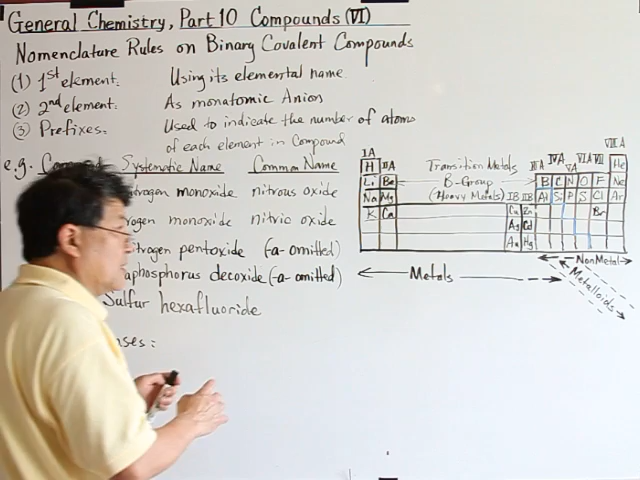 General Chemistry, Part 10 Compounds (VI)
Nomenclature Rules on Binary Covalent Compounds
(1) 1st element: Using its elemental name
(2) 2nd element: As monatomic Anion
(3) Prefixes: Used to indicate the number of atoms
of each element in Compound
e.g. Systematic Name Common Name
monoxide nitrous oxide
monoxide nitric oxide
pentoxide (-a- omitted)
decoxide (-a- omitted)
Sulfur hexafluoride
IA VIIIA
H IIA Transition Metals IIIA IVA VA VIA VII He
Li Be B-Group B C N O F Ne
Na Mg (Heavy Metals) IB IIB Al Si P S Cl Ar
K Ca Cu Zn Br
Ag Cd
Au Hg
Metals NonMetal
Metalloids